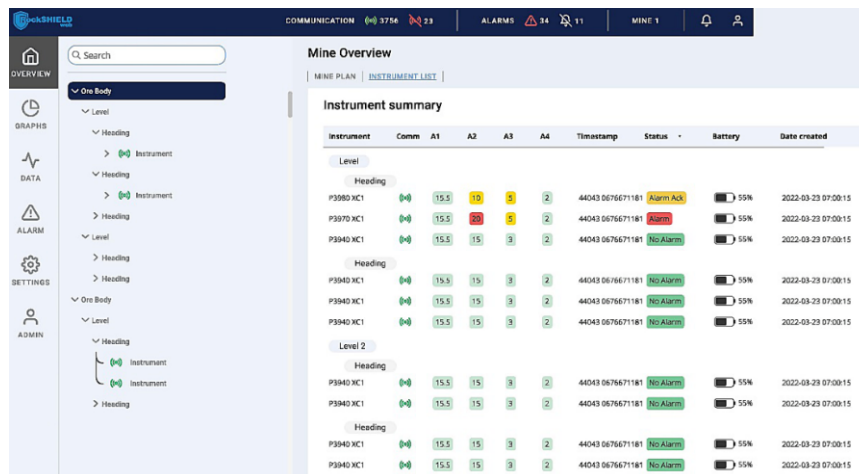 RockSHIELD
WEB
COMMUNICATION 3756 23 ALARMS 34 11 MINE 1
OVERVIEW
GRAPHS
DATA
ALARM
SETTINGS
ADMIN
Search
Ore Body
Level
Heading
Instrument
Heading
Instrument
Heading
Level
Heading
Heading
Ore Body
Level
Heading
Instrument
Instrument
Heading
Mine Overview
MINE PLAN INSTRUMENT LIST
Instrument summary
Instrument Comm A1 A2 A3 A4 Timestamp Status Battery Date created
Level
Heading
P3980 XC1 15.5 10 5 2 44043 0676671181 Alarm Ack 55% 2022-03-23 07:00:15
P3970 XC1 15.5 20 5 2 44043 0676671181 Alarm 55% 2022-03-23 07:00:15
P3940 XC1 15.5 15 3 2 44043 0676671181 No Alarm 55% 2022-03-23 07:00:15
Heading
P3940 XC1 15.5 15 3 2 44043 0676671181 No Alarm 55% 2022-03-23 07:00:15
P3940 XC1 15.5 15 3 2 44043 0676671181 No Alarm 55% 2022-03-23 07:00:15
P3940 XC1 15.5 15 3 2 44043 0676671181 No Alarm 55% 2022-03-23 07:00:15
Level 2
Heading
P3940 XC1 15.5 15 3 2 44043 0676671181 No Alarm 55% 2022-03-23 07:00:15
P3940 XC1 15.5 15 3 2 44043 0676671181 No Alarm 55% 2022-03-23 07:00:15
Heading
P3940 XC1 15.5 15 3 2 44043 0676671181 No Alarm 55% 2022-03-23 07:00:15
P3940 XC1 15.5 15 3 2 44043 0676671181 No Alarm 55% 2022-03-23 07:00:15